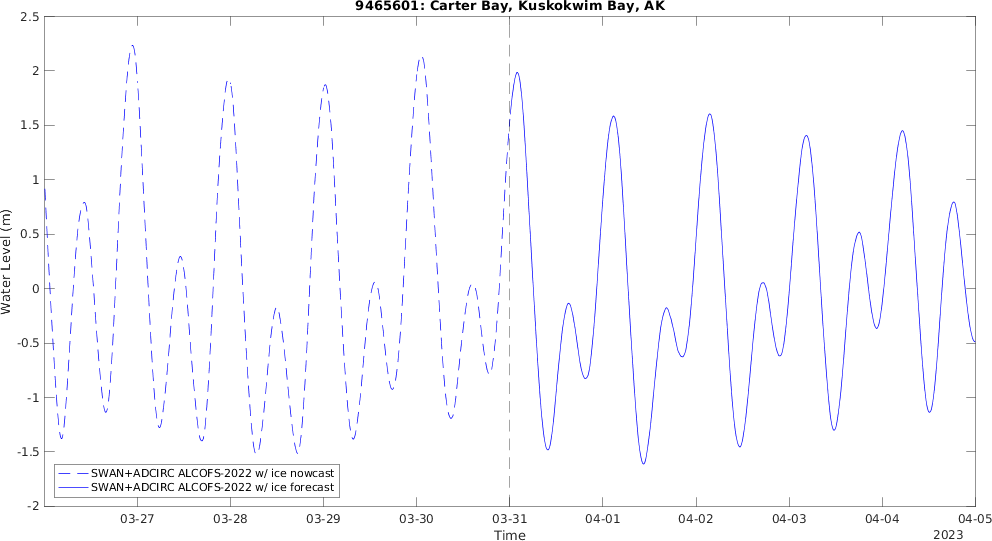 9465601: Carter Bay, Kuskokwim Bay, AK
2.5
2
1.5
1
0.5
0
-0.5
-1
-1.5
-2
Water Level (m)
SWAN+ADCIRC ALCOFS-2022 w/ ice nowcast
SWAN+ADCIRC ALCOFS-2022 w/ ice forecast
03-27 03-28 03-29 03-30 03-31 04-01 04-02 04-03 04-04 04-05
Time
2023